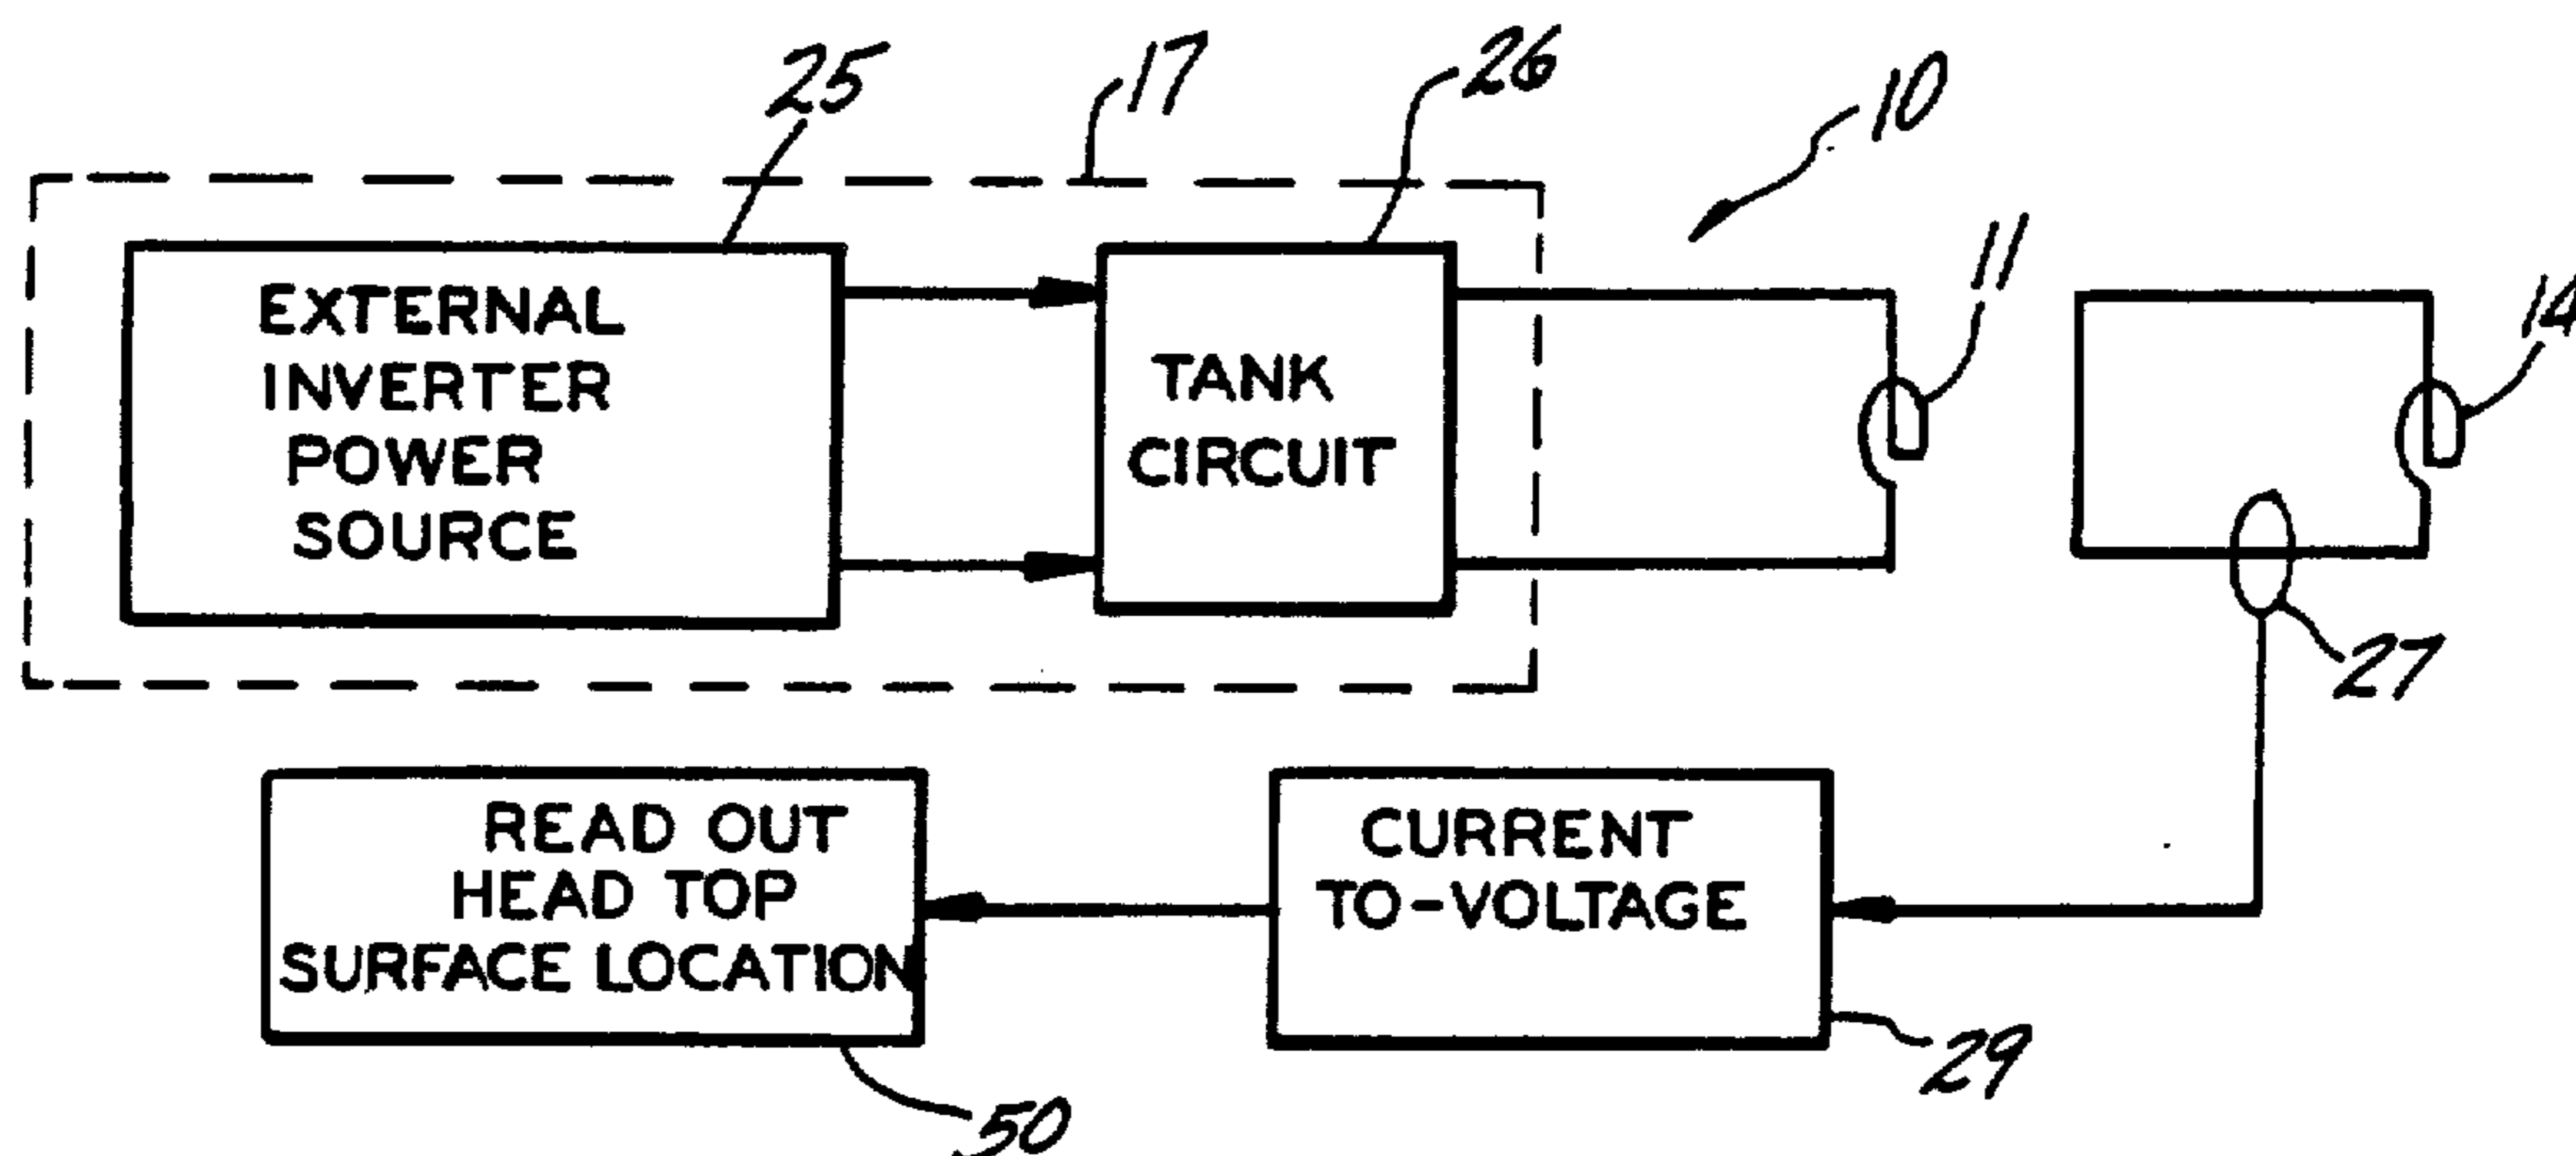 25
17
26
10
11
14
EXTERNAL
INVERTER
POWER
SOURCE
TANK
CIRCUIT
27
READ OUT
HEAD TOP
SURFACE LOCATION
CURRENT
TO-VOLTAGE
29
50